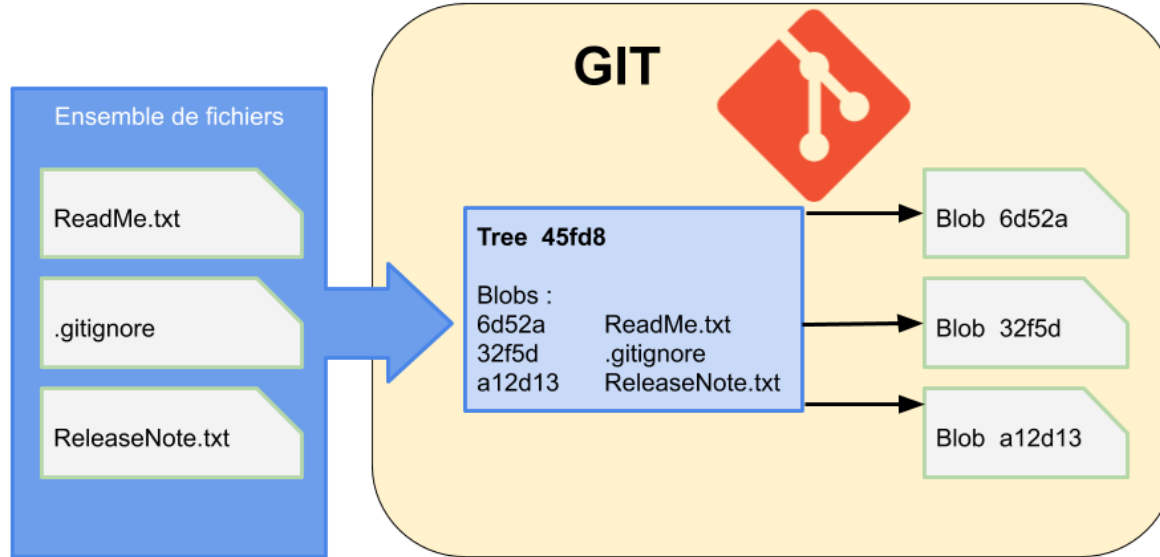 GIT
Ensemble de fichiers
ReadMe.txt
.gitignore
ReleaseNote.txt
Tree 45fd8
Blobs :
6d52a ReadMe.txt
32f5d .gitignore
a12d13 ReleaseNote.txt
Blob 6d52a
Blob 32f5d
Blob a12d13